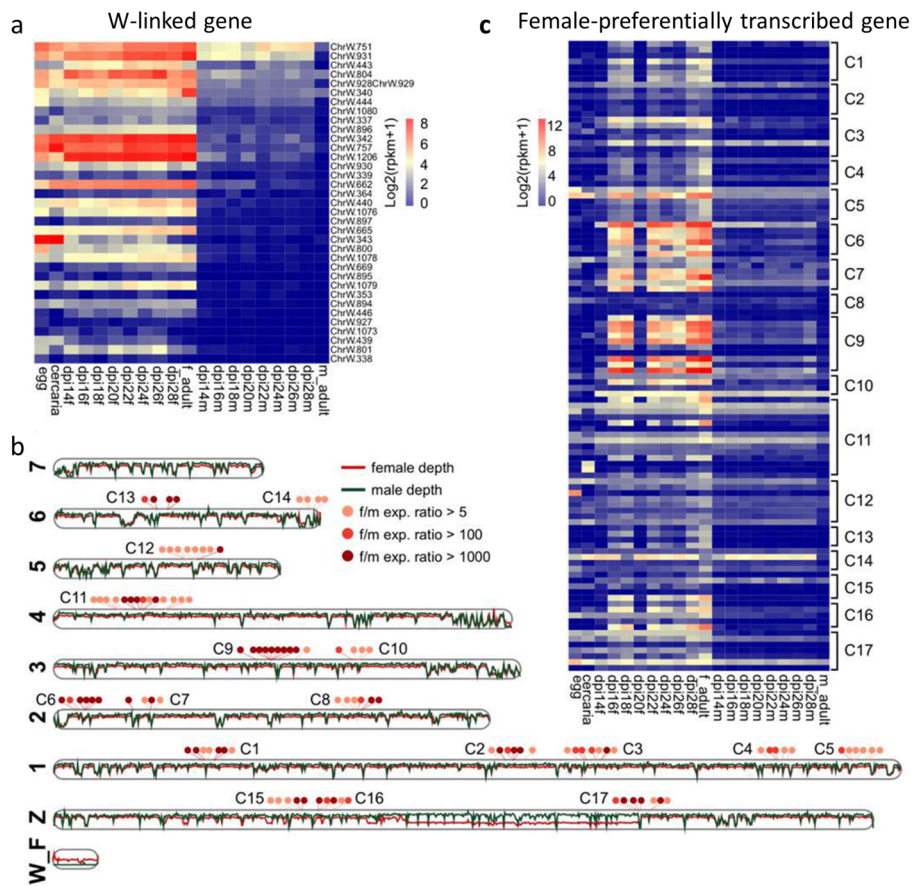 W-linked gene
a
ChrW.751
ChrW.931
ChrW.443
ChrW.804
ChrW.928ChrW.929
ChrW.340
ChrW.444
ChrW.1080
ChrW.337
ChrW.896
ChrW.342
ChrW.757
ChrW.1206
ChrW.930
ChrW.339
ChrW.662
ChrW.364
ChrW.440
ChrW.1076
ChrW.897
ChrW.665
ChrW.343
ChrW.800
ChrW.1078
ChrW.669
ChrW.895
ChrW.1079
ChrW.353
ChrW.894
ChrW.446
ChrW.927
ChrW.1073
ChrW.439
ChrW.801
ChrW.338
8
6
4
2
0
Log2(rpkm+1)
egg
cercaria
dpi14f
dpi16f
dpi18f
dpi20f
dpi22f
dpi24f
dpi26f
dpi28f
f_adult
dpi14m
dpi16m
dpi18m
dpi20m
dpi22m
dpi24m
dpi26m
dpi28m
m_adult
b
7
female depth
male depth
f/m exp. ratio > 5
f/m exp. ratio > 100
f/m exp. ratio > 1000
6
C13
C14
5
C12
4
C11
3
C9
C10
2
C6
C7
C8
1
C1
C2
C3
C4
C5
Z
C15
C16
C17
W_F
c
Female-preferentially transcribed gene
12
8
4
0
Log2(rpkm+1)
C1
C2
C3
C4
C5
C6
C7
C8
C9
C10
C11
C12
C13
C14
C15
C16
C17
egg
cercaria
dpi14f
dpi16f
dpi18f
dpi20f
dpi22f
dpi24f
dpi26f
dpi28f
f_adult
dpi14m
dpi16m
dpi18m
dpi20m
dpi22m
dpi24m
dpi26m
dpi28m
m_adult